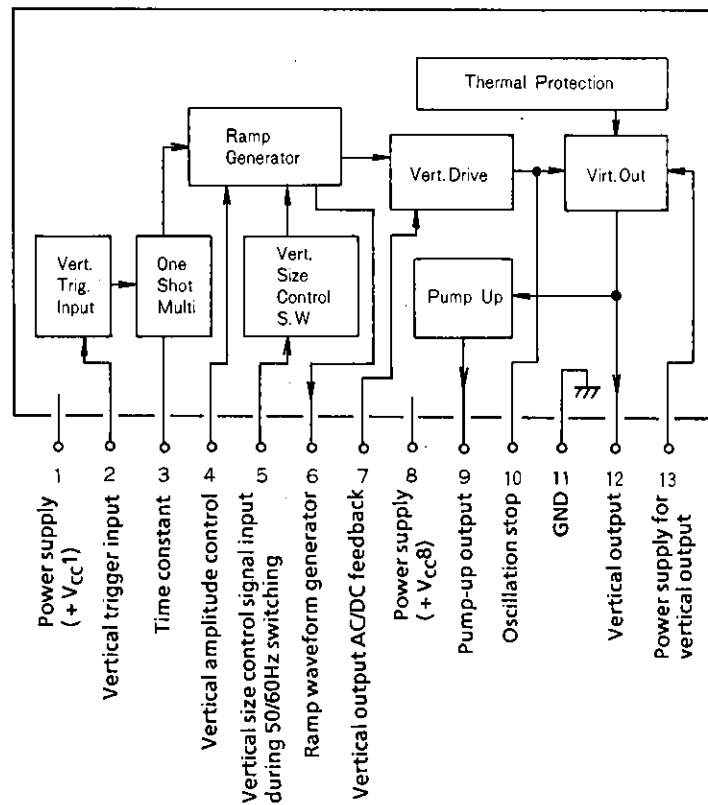 Thermal Protection
Ramp
Generator
Vert. Drive
Virt. Out
Vert.
Trig.
Input
One
Shot
Multi
Vert.
Size
Control
S.W
Pump Up
1
2
3
4
5
6
7
8
9
10
11
12
13
Power supply
(+ VCC1)
Vertical trigger input
Time constant
Vertical amplitude control
Vertical size control signal input
during 50/60Hz switching
Ramp waveform generator
Vertical output AC/DC feedback
Power supply
(+ VCC8)
Pump-up output
Oscillation stop
GND
Vertical output
Power supply for
vertical output